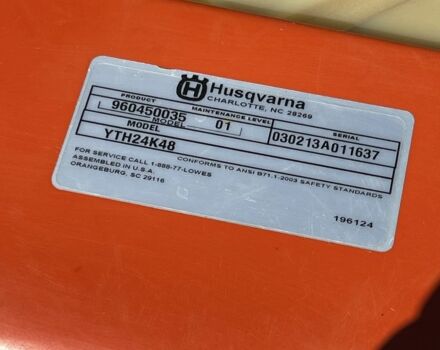 Husqvarna
CHARLOTTE, NC 28269
PRODUCT MAINTENANCE LEVEL SERIAL
960450035 01 030213A011637
MODEL
MODEL
YTH24K48
FOR SERVICE CALL 1-888-77-LOWES CONFORMS TO ANSI B71.1-2003 SAFETY STANDARDS
ASSEMBLED IN U.S.A.
ORANGEBURG, SC 29116
196124